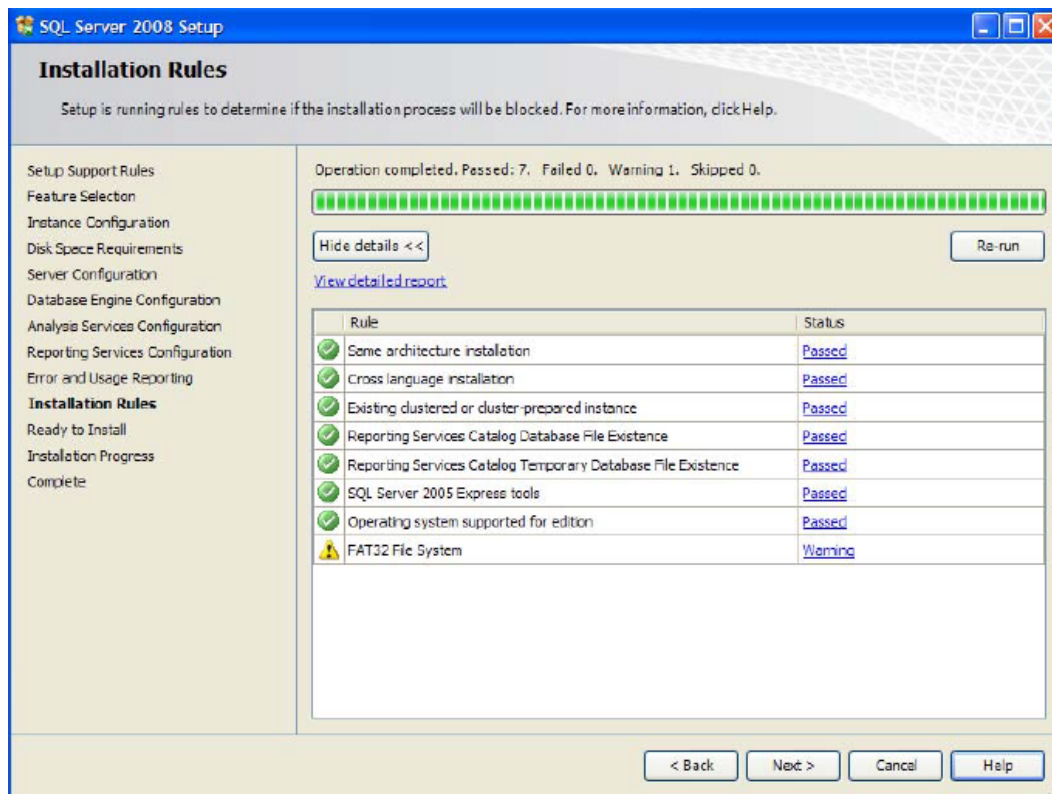 SQL Server 2008 Setup
Installation Rules
Setup is running rules to determine if the installation process will be blocked. For more information, click Help.
Setup Support Rules
Feature Selection
Instance Configuration
Disk Space Requirements
Server Configuration
Database Engine Configuration
Analysis Services Configuration
Reporting Services Configuration
Error and Usage Reporting
Installation Rules
Ready to Install
Installation Progress
Complete
Operation completed. Passed: 7. Failed 0. Warning 1. Skipped 0.
Hide details << Re-run
View detailed report
Rule Status
Same architecture installation Passed
Cross language installation Passed
Existing clustered or cluster-prepared instance Passed
Reporting Services Catalog Database File Existence Passed
Reporting Services Catalog Temporary Database File Existence Passed
SQL Server 2005 Express tools Passed
Operating system supported for edition Passed
FAT32 File System Warning
< Back Next > Cancel Help